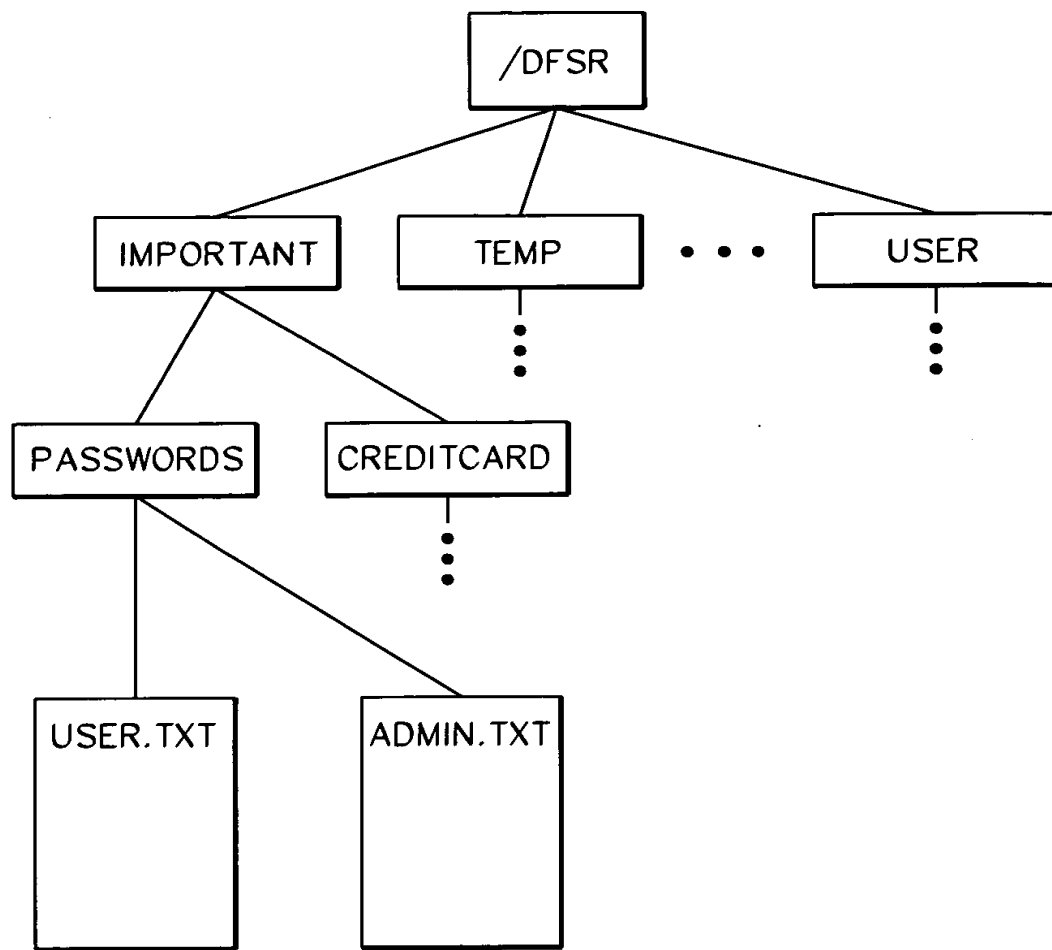 /DFSR
IMPORTANT
TEMP
USER
PASSWORDS
CREDITCARD
USER.TXT
ADMIN.TXT